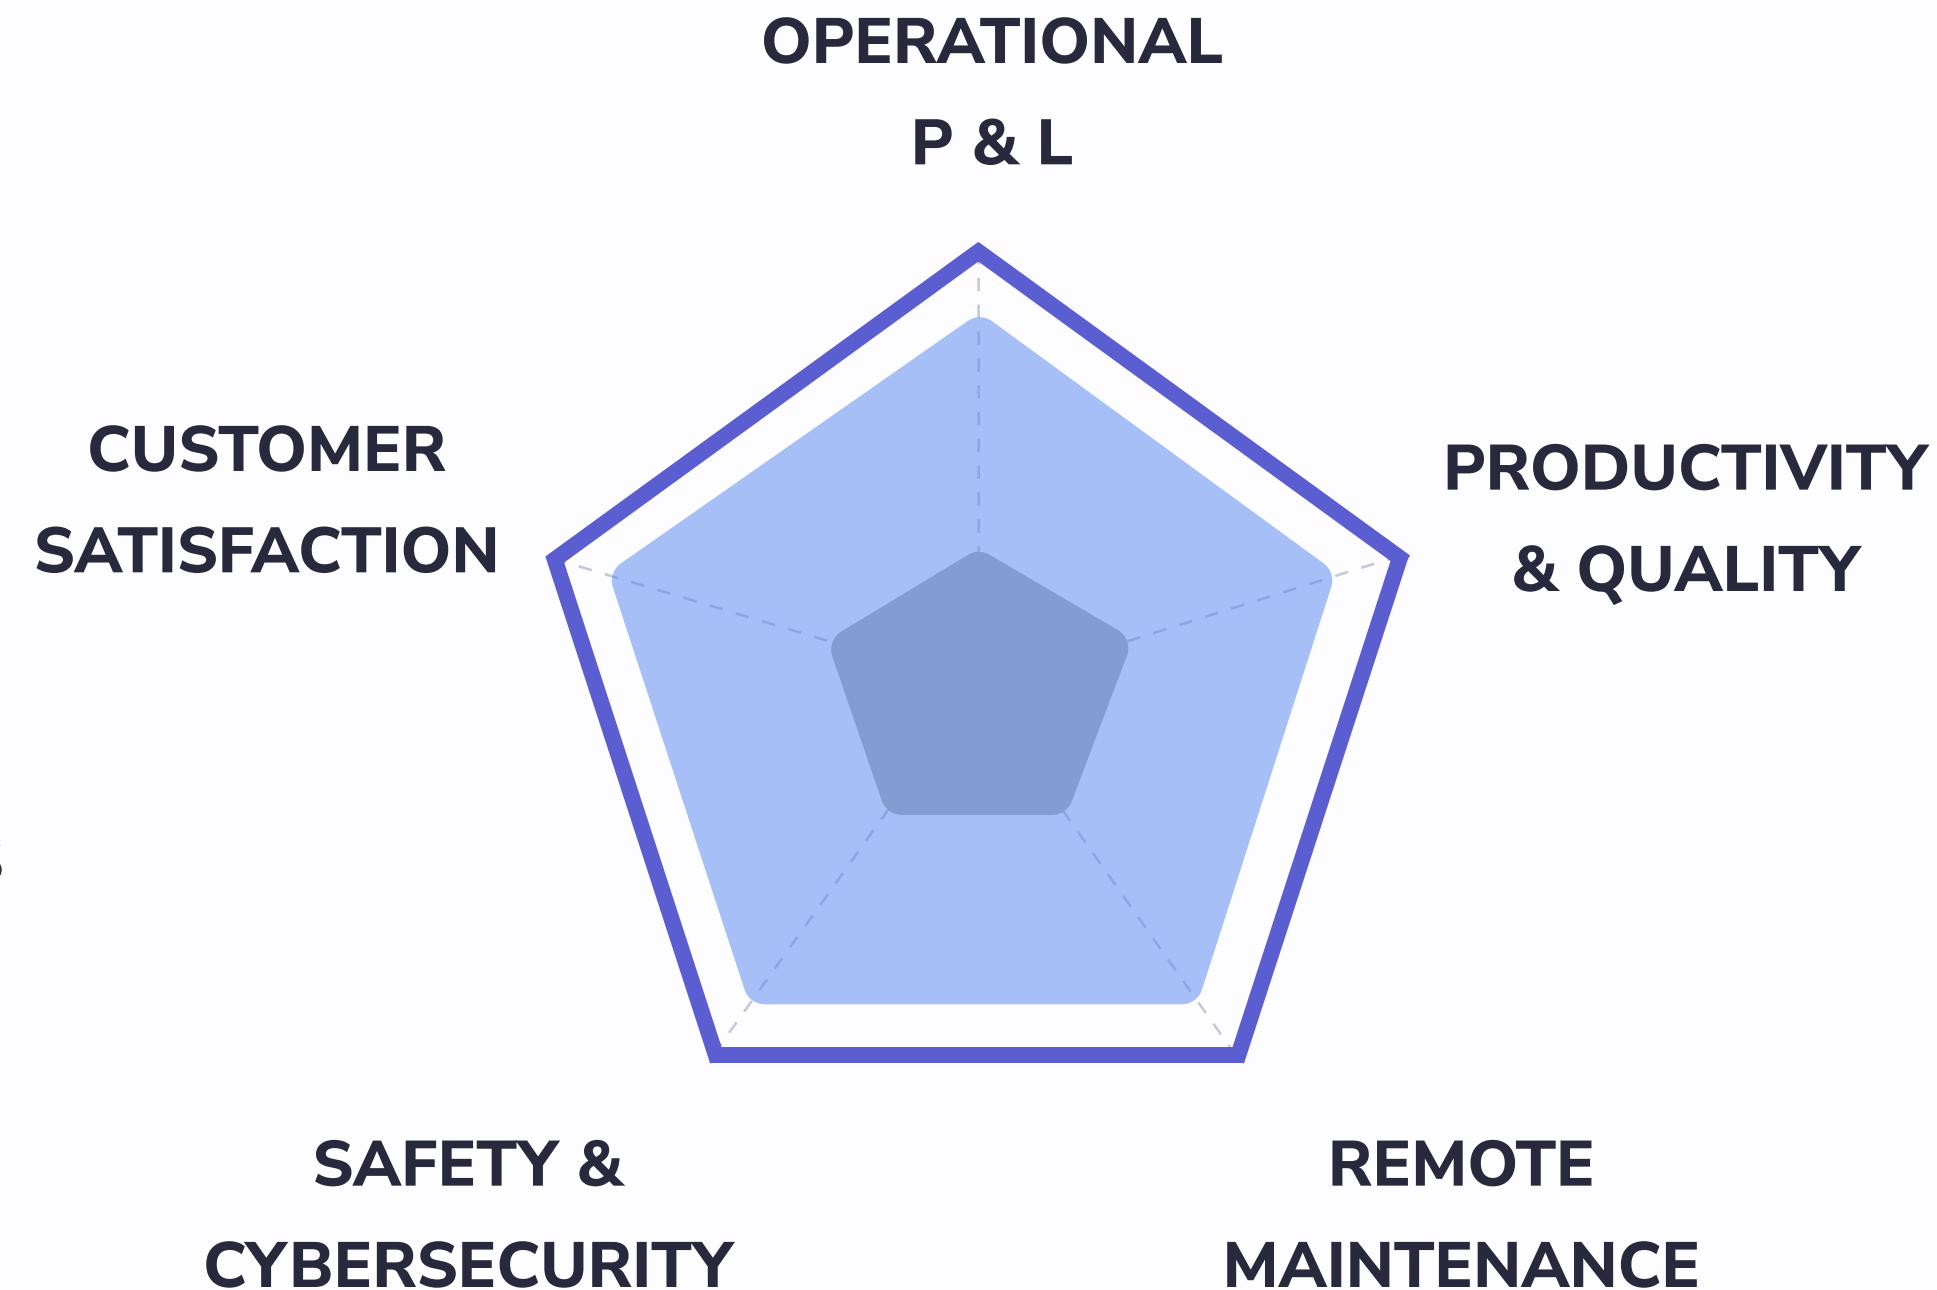 OPERATIONAL
P & L
CUSTOMER
SATISFACTION
PRODUCTIVITY
& QUALITY
SAFETY &
CYBERSECURITY
REMOTE
MAINTENANCE